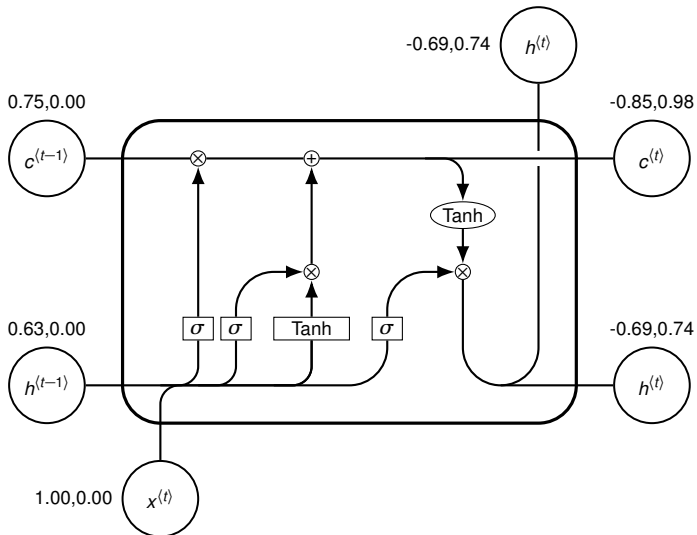 -0.69,0.74
h⟨t⟩
0.75,0.00
-0.85,0.98
c⟨t−1⟩
× + c⟨t⟩
Tanh
× ×
0.63,0.00
σ σ Tanh σ
-0.69,0.74
h⟨t−1⟩
h⟨t⟩
1.00,0.00
x⟨t⟩